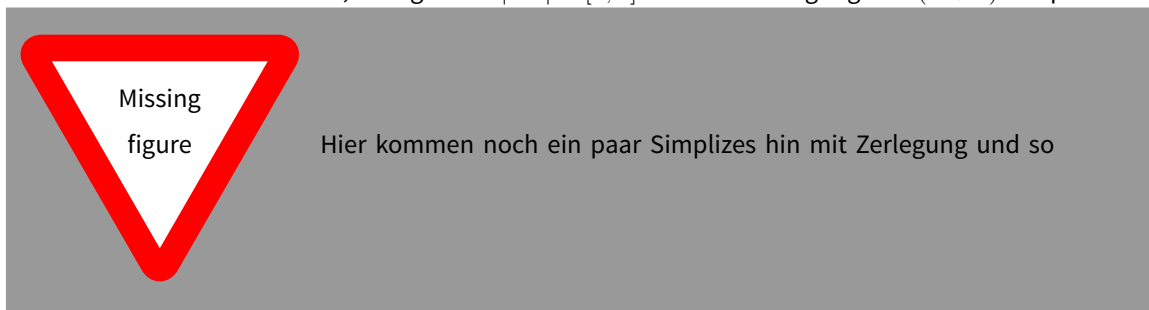 Missing
figure
Hier kommen noch ein paar Simplizes hin mit Zerlegung und so